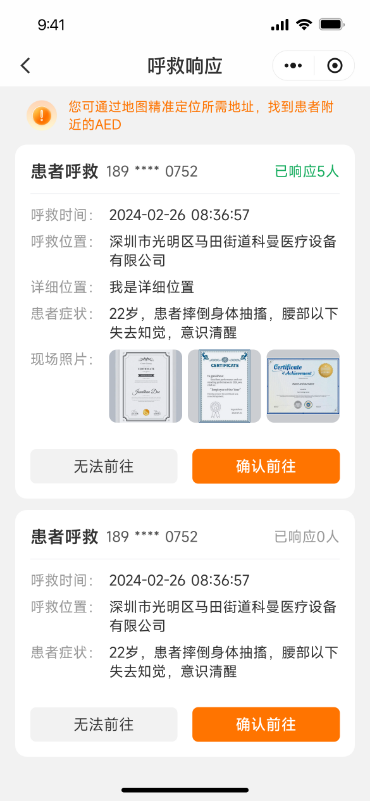 9:41
呼救响应
您可通过地图精准定位所需地址，找到患者附
近的AED
患者呼救 189 **** 0752 已响应5人
呼救时间： 2024-02-26 08:36:57
呼救位置： 深圳市光明区马田街道科曼医疗设备
有限公司
详细位置： 我是详细位置
患者症状： 22岁，患者摔倒身体抽搐，腰部以下
失去知觉，意识清醒
现场照片：
CERTIFICATE
CERTIFICATE
Certificate
of Achievement
无法前往 确认前往
患者呼救 189 **** 0752 已响应0人
呼救时间： 2024-02-26 08:36:57
呼救位置： 深圳市光明区马田街道科曼医疗设备
有限公司
患者症状： 22岁，患者摔倒身体抽搐，腰部以下
失去知觉，意识清醒
无法前往 确认前往